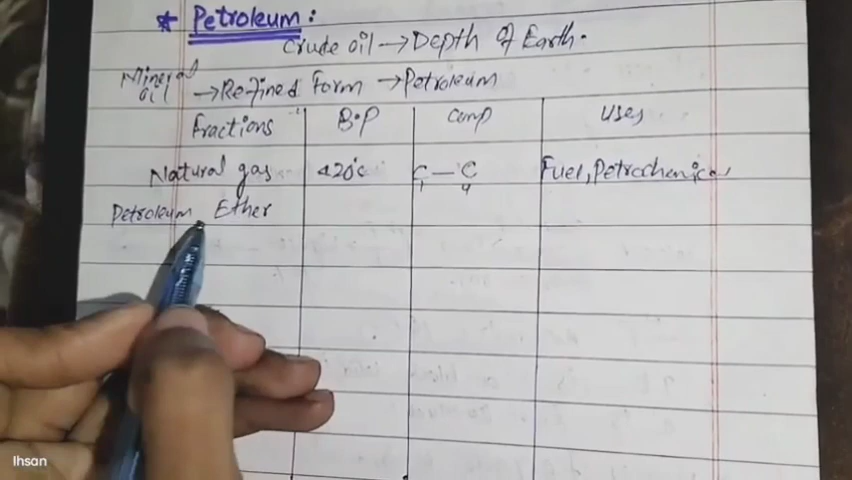 * Petroleum:
Crude oil → Depth of Earth.
Mineral oil → Refined Form → Petroleum
Fractions B.P Comp Uses
Natural gas <20°C C1 — C4 Fuel, Petrochemical
Petroleum Ether
Ihsan